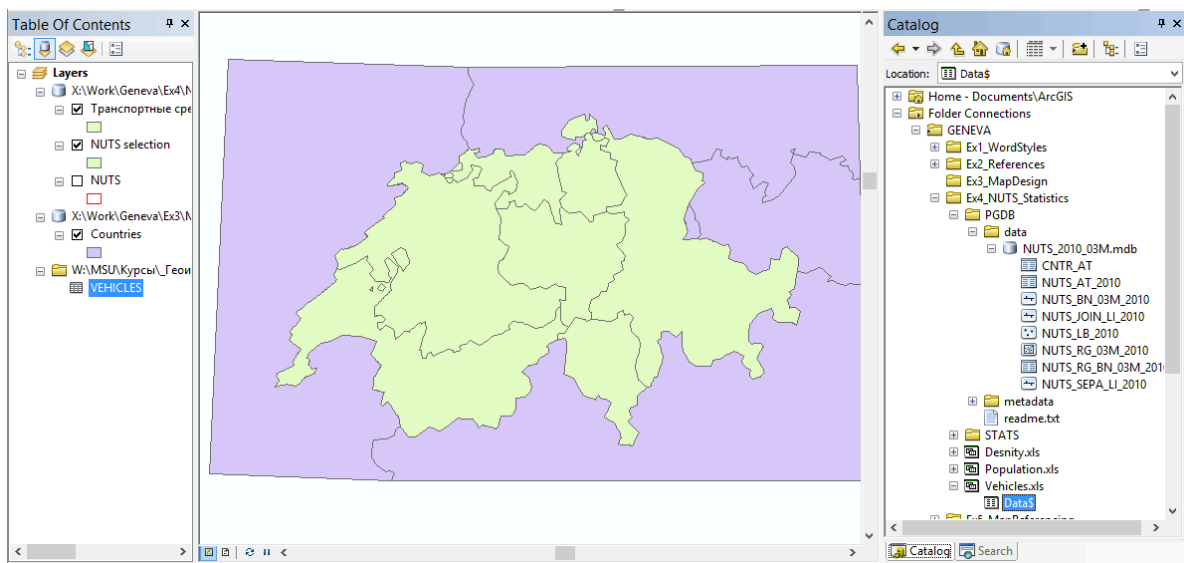 Table Of Contents
Layers
X:\Work\Geneva\Ex4\N
Транспортные сре
NUTS selection
NUTS
X:\Work\Geneva\Ex3\N
Countries
W:\MSU\Курсы\_Геои
VEHICLES
Catalog
Location: Data$
Home - Documents\ArcGIS
Folder Connections
GENEVA
Ex1_WordStyles
Ex2_References
Ex3_MapDesign
Ex4_NUTS_Statistics
PGDB
data
NUTS_2010_03M.mdb
CNTR_AT
NUTS_AT_2010
NUTS_BN_03M_2010
NUTS_JOIN_LI_2010
NUTS_LB_2010
NUTS_RG_03M_2010
NUTS_RG_BN_03M_201
NUTS_SEPA_LI_2010
metadata
readme.txt
STATS
Desnity.xls
Population.xls
Vehicles.xls
Data$
Ex5_MapReferencing
Catalog Search